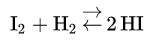 I₂ + H₂ ⇄ 2 HI